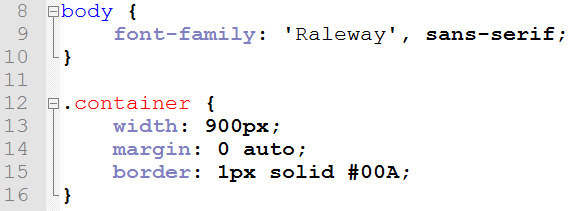 8 body {
9 font-family: 'Raleway', sans-serif;
10 }
11
12 .container {
13 width: 900px;
14 margin: 0 auto;
15 border: 1px solid #00A;
16 }